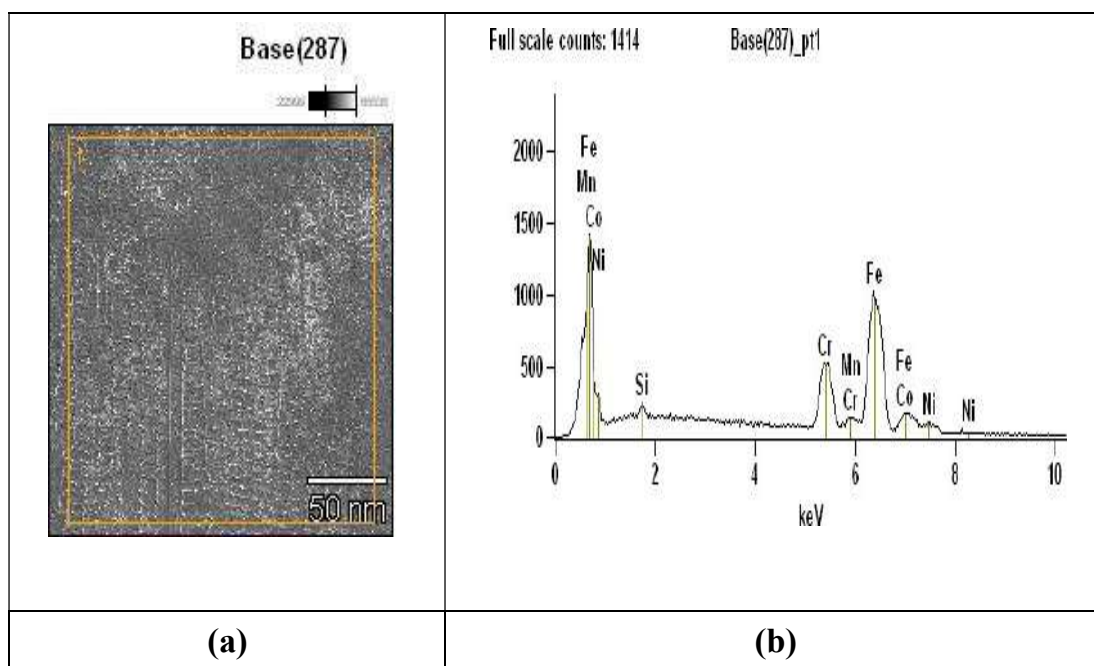 Base(287)
1
50 nm
(a)
Full scale counts: 1414
Base(287)_pt1
2000
1500
1000
500
0
Fe
Mn
Co
Ni
Si
Cr
Mn
Cr
Fe
Fe
Co
Ni
Ni
0
2
4
6
8
10
keV
(b)